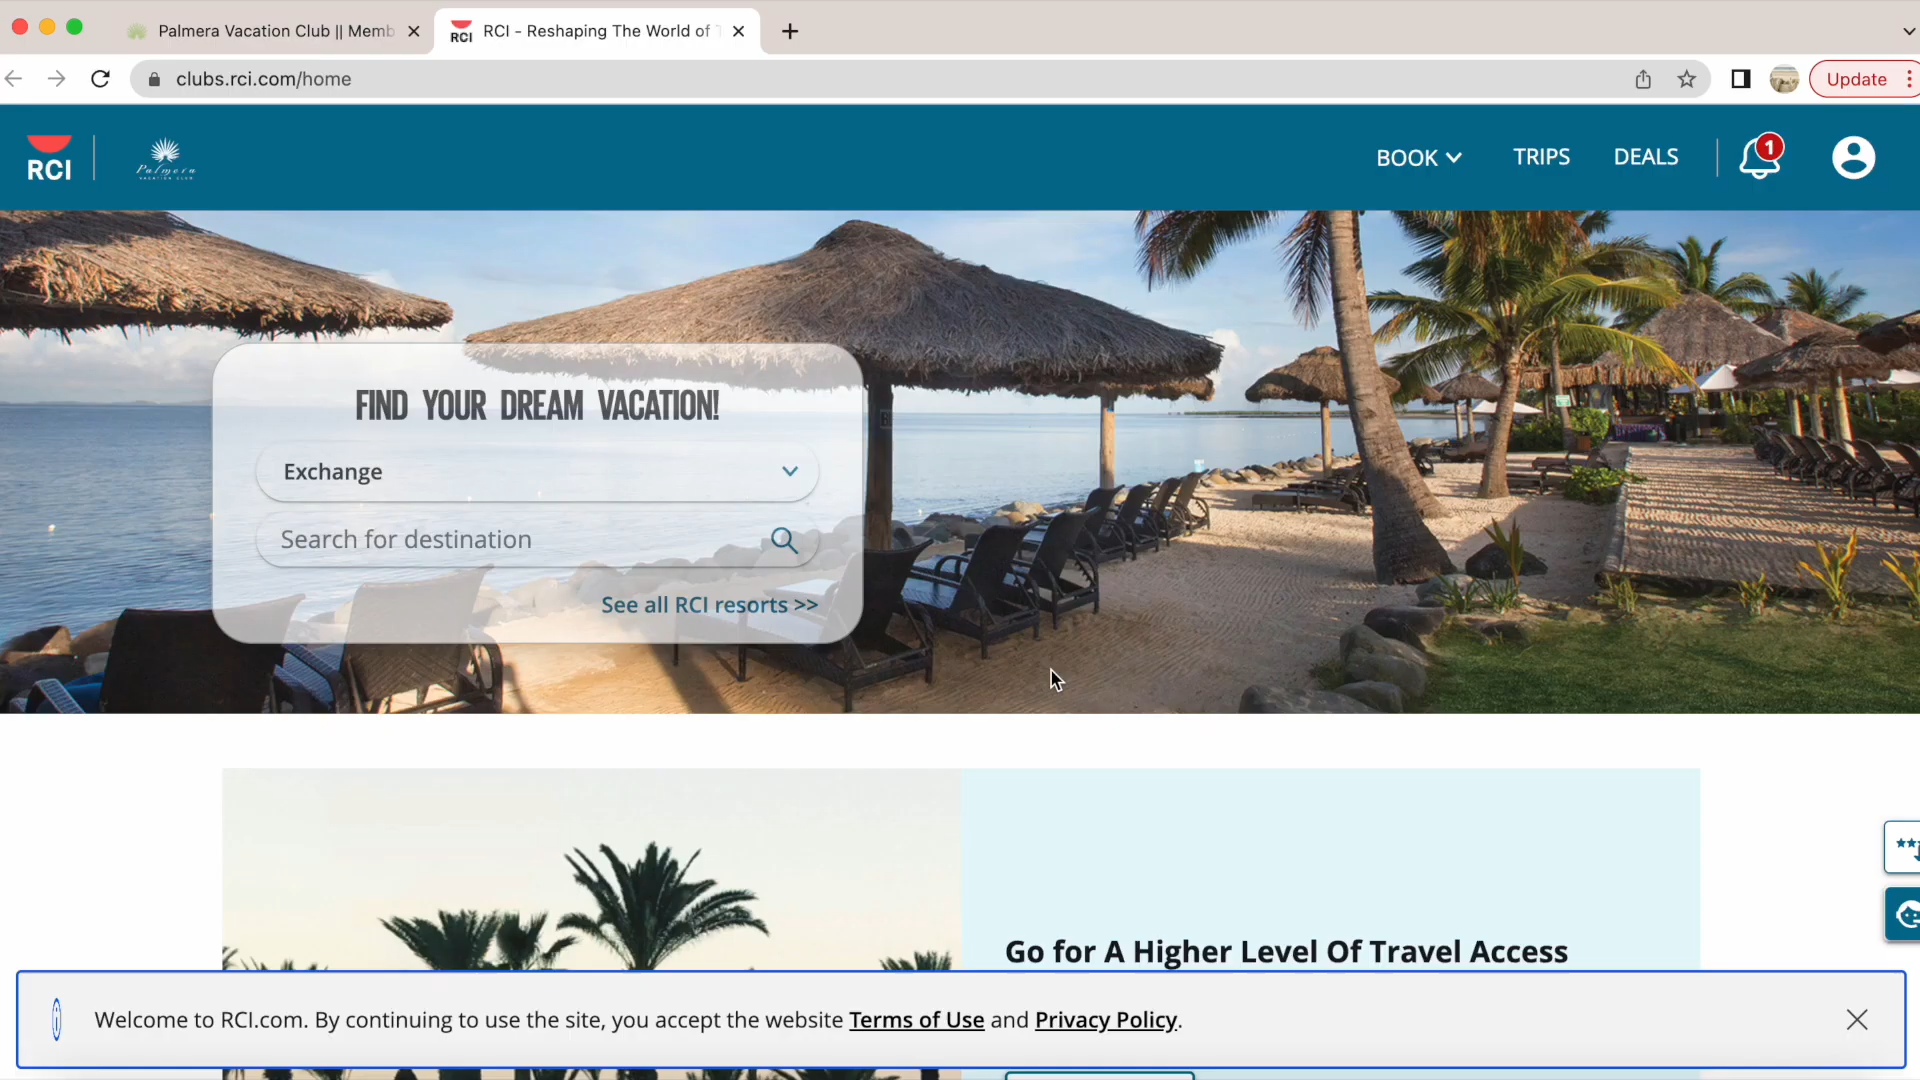 Palmera Vacation Club || Memb
RCI - Reshaping The World of
clubs.rci.com/home
Update
RCI
Palmera
VACATION CLUB
BOOK
TRIPS
DEALS
1
FIND YOUR DREAM VACATION!
Exchange
Search for destination
See all RCI resorts >>
Go for A Higher Level Of Travel Access
Welcome to RCI.com. By continuing to use the site, you accept the website Terms of Use and Privacy Policy.